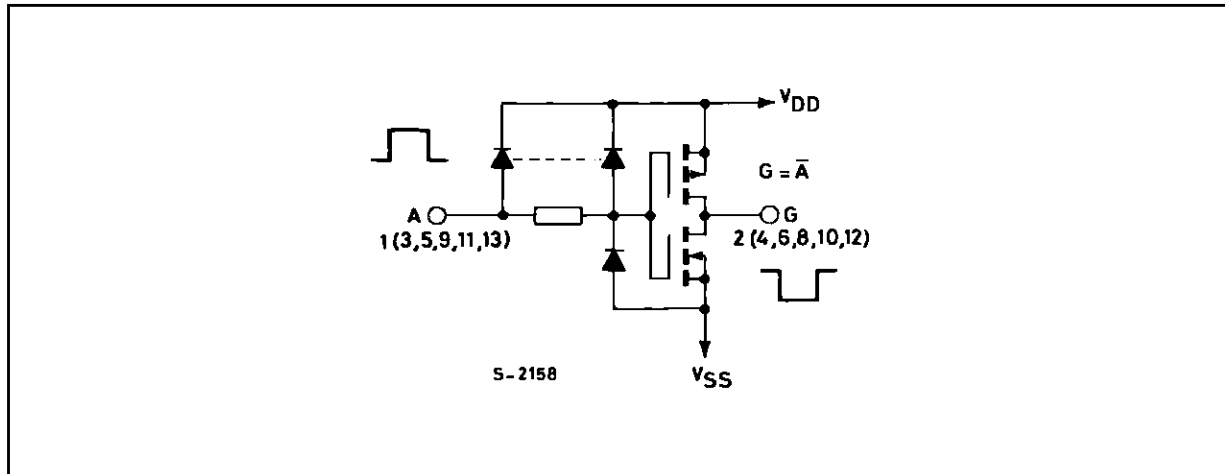 VDD
G = A̅
A
G
1 (3,5,9,11,13)
2 (4,6,8,10,12)
S-2158
VSS